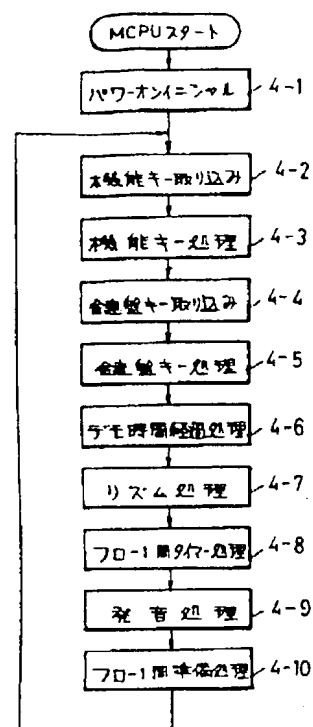 MCPUスタート
パワーオンイニシャル 4-1
機能キー取り込み 4-2
機能キー処理 4-3
鍵盤キー取り込み 4-4
鍵盤キー処理 4-5
デモ時間経過処理 4-6
リズム処理 4-7
フロー1周タイマー処理 4-8
発音処理 4-9
フロー1周準備処理 4-10